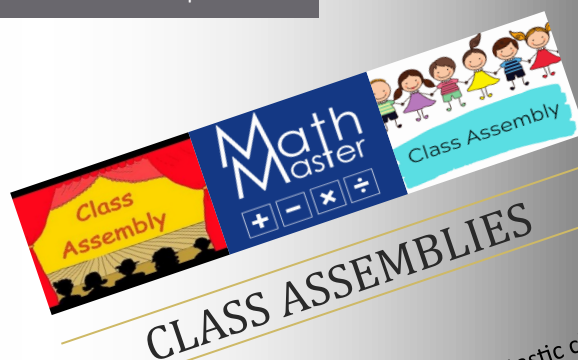 Class
Assembly
Math
Master
+ − × ÷
Class Assembly
CLASS ASSEMBLIES